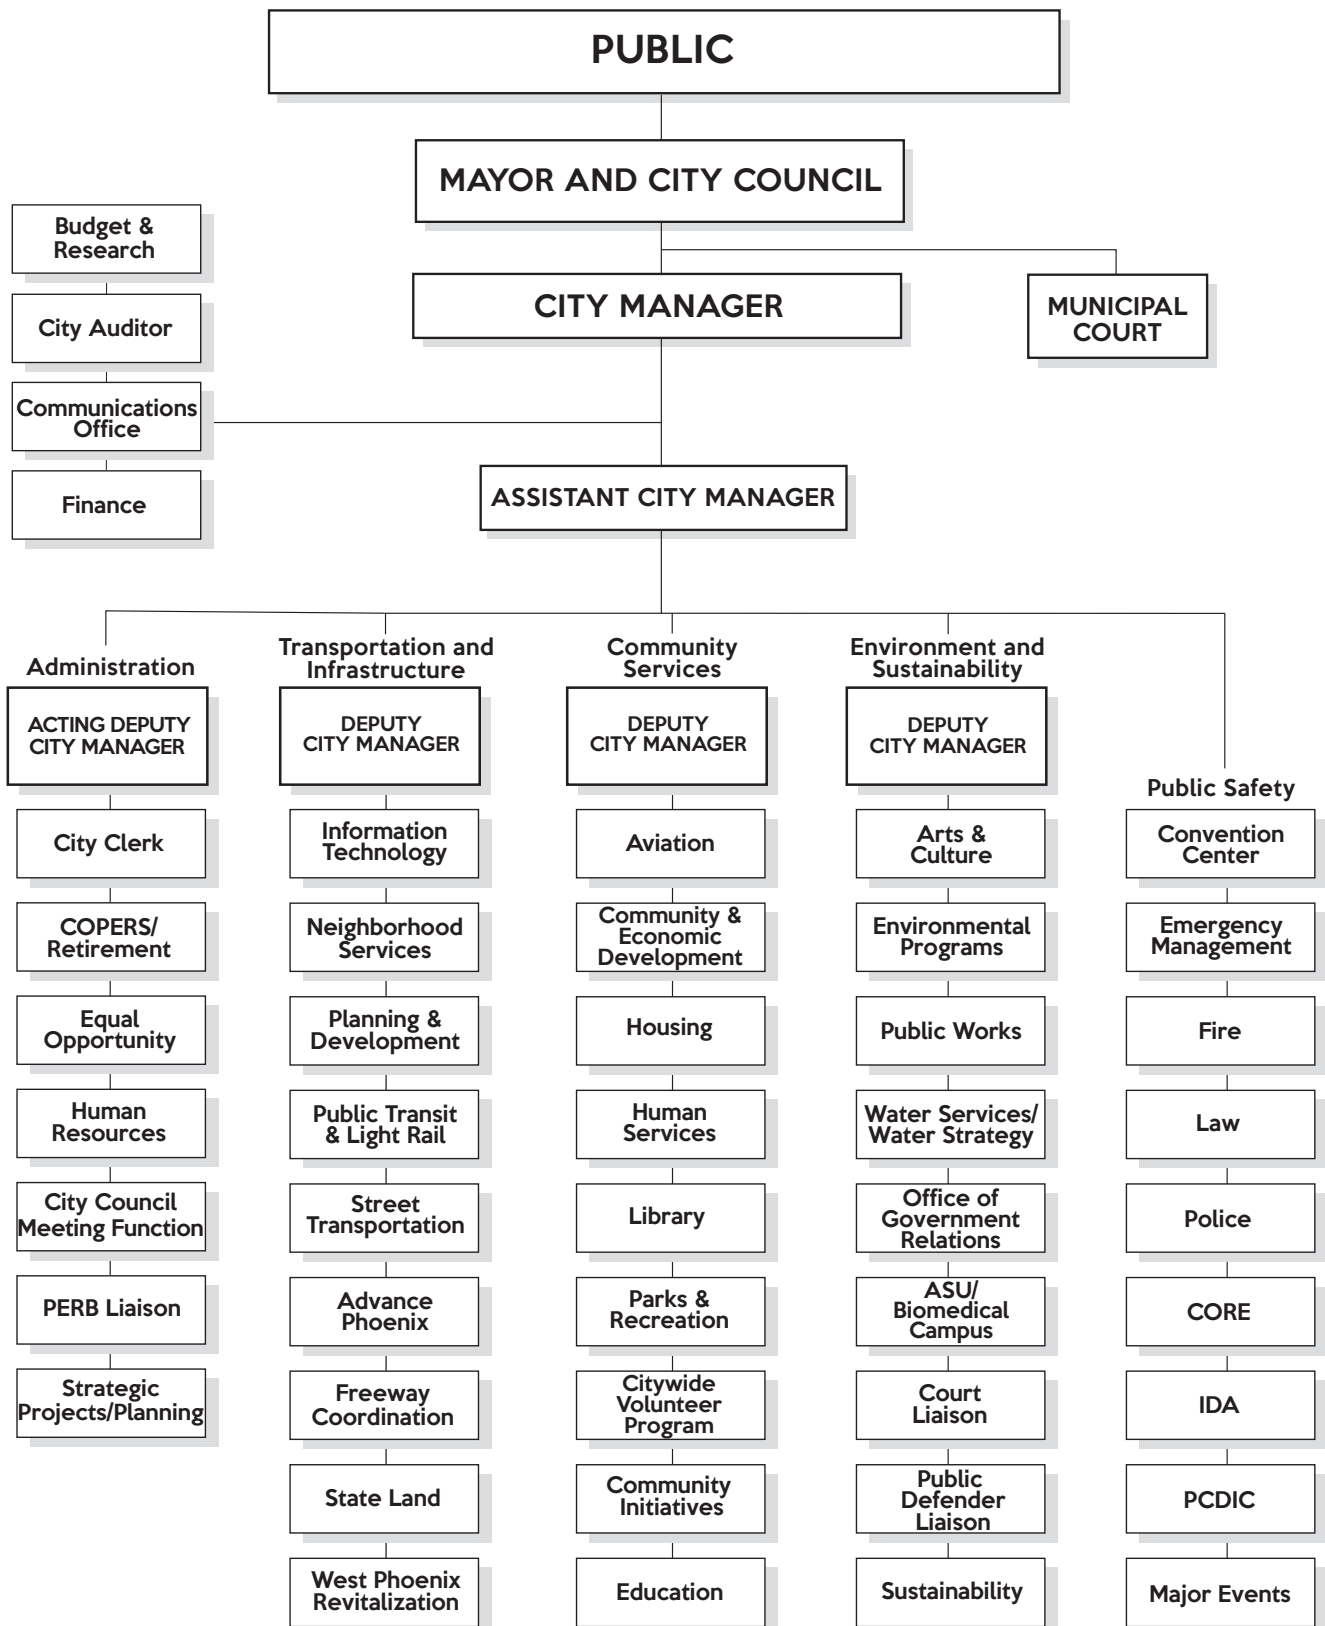 PUBLIC
MAYOR AND CITY COUNCIL
Budget &
Research
City Auditor
Communications
Office
Finance
CITY MANAGER
MUNICIPAL
COURT
ASSISTANT CITY MANAGER
Administration
ACTING DEPUTY
CITY MANAGER
City Clerk
COPERS/
Retirement
Equal
Opportunity
Human
Resources
City Council
Meeting Function
PERB Liaison
Strategic
Projects/Planning
Transportation and
Infrastructure
DEPUTY
CITY MANAGER
Information
Technology
Neighborhood
Services
Planning &
Development
Public Transit
& Light Rail
Street
Transportation
Advance
Phoenix
Freeway
Coordination
State Land
West Phoenix
Revitalization
Community
Services
DEPUTY
CITY MANAGER
Aviation
Community &
Economic
Development
Housing
Human
Services
Library
Parks &
Recreation
Citywide
Volunteer
Program
Community
Initiatives
Education
Environment and
Sustainability
DEPUTY
CITY MANAGER
Arts &
Culture
Environmental
Programs
Public Works
Water Services/
Water Strategy
Office of
Government
Relations
ASU/
Biomedical
Campus
Court
Liaison
Public
Defender
Liaison
Sustainability
Public Safety
Convention
Center
Emergency
Management
Fire
Law
Police
CORE
IDA
PCDIC
Major Events